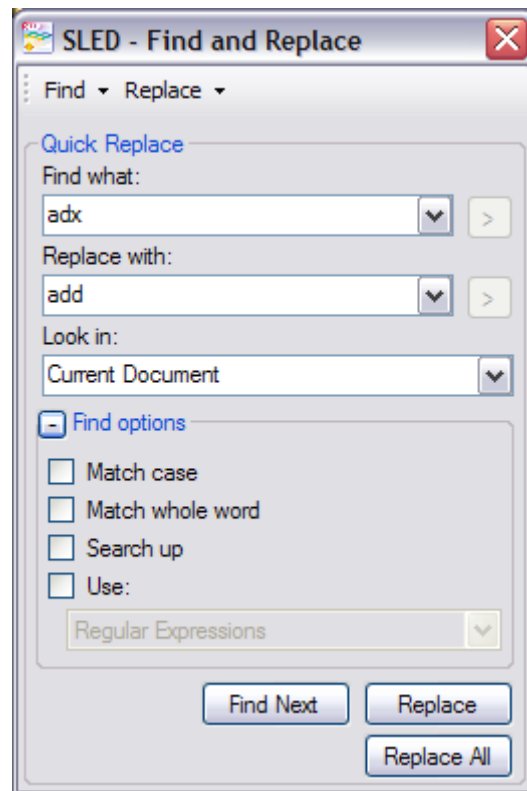 SLED - Find and Replace
Find Replace
Quick Replace
Find what:
adx
>
Replace with:
add
>
Look in:
Current Document
- Find options
Match case
Match whole word
Search up
Use:
Regular Expressions
Find Next Replace
Replace All